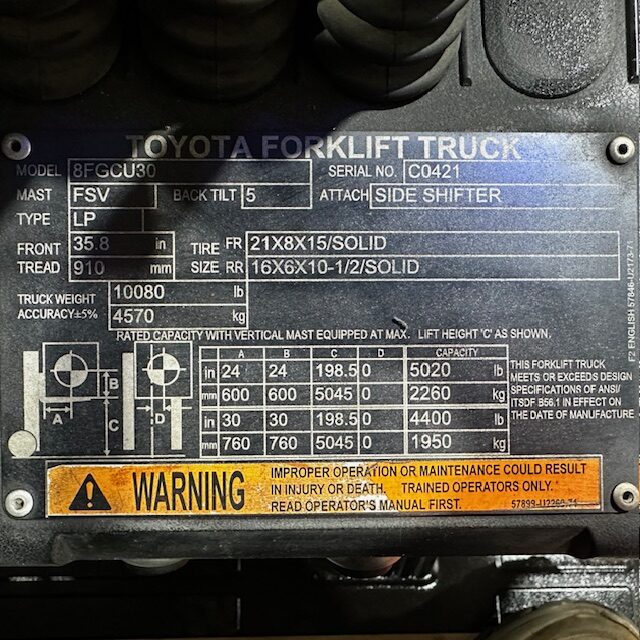 TOYOTA FORKLIFT TRUCK
MODEL 8FGCU30 SERIAL NO. C0421
MAST FSV BACK TILT 5 ATTACH SIDE SHIFTER
TYPE LP
FRONT TREAD 35.8 in TIRE SIZE FR 21X8X15/SOLID
910 mm RR 16X6X10-1/2/SOLID
TRUCK WEIGHT 10080 lb
ACCURACY±5% 4570 kg
RATED CAPACITY WITH VERTICAL MAST EQUIPPED AT MAX. LIFT HEIGHT 'C' AS SHOWN.
A B C D CAPACITY
in 24 24 198.5 0 5020 lb
mm 600 600 5045 0 2260 kg
in 30 30 198.5 0 4400 lb
mm 760 760 5045 0 1950 kg
A B C D
THIS FORKLIFT TRUCK
MEETS OR EXCEEDS DESIGN
SPECIFICATIONS OF ANSI/
ITSDF B56.1 IN EFFECT ON
THE DATE OF MANUFACTURE
WARNING
IMPROPER OPERATION OR MAINTENANCE COULD RESULT
IN INJURY OR DEATH. TRAINED OPERATORS ONLY.
READ OPERATOR'S MANUAL FIRST.
F2 ENGLISH